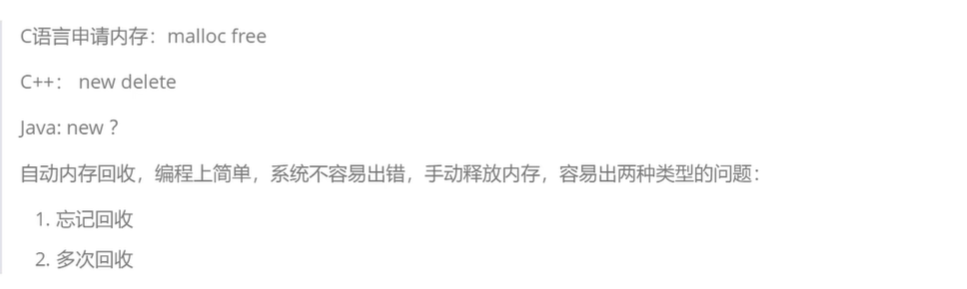 C语言申请内存：malloc free
C++： new delete
Java: new？
自动内存回收，编程上简单，系统不容易出错，手动释放内存，容易出两种类型的问题：
1. 忘记回收
2. 多次回收